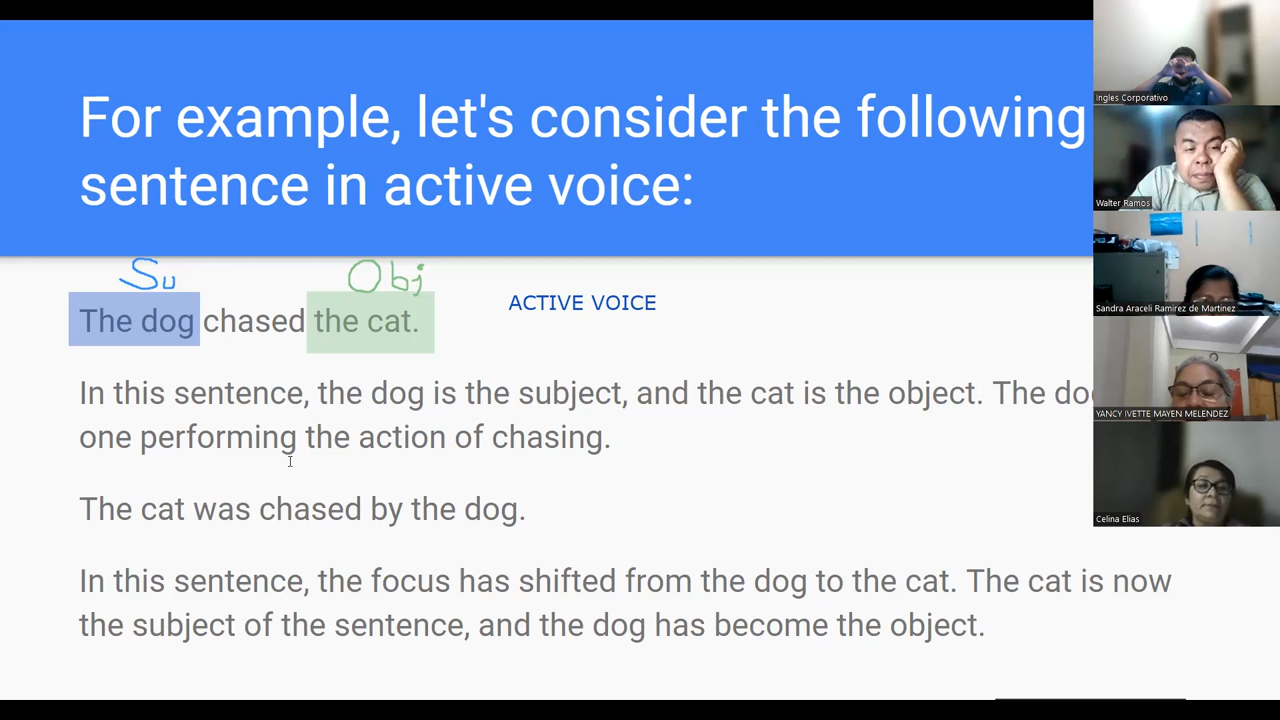 For example, let's consider the following
sentence in active voice:
Su
Obj
The dog chased the cat.
ACTIVE VOICE
In this sentence, the dog is the subject, and the cat is the object. The do
one performing the action of chasing.
The cat was chased by the dog.
In this sentence, the focus has shifted from the dog to the cat. The cat is now
the subject of the sentence, and the dog has become the object.
Ingles Corporativo
Walter Ramos
Sandra Araceli Ramirez de Martinez
YANCY IVETTE MAYEN MELENDEZ
Celina Elias